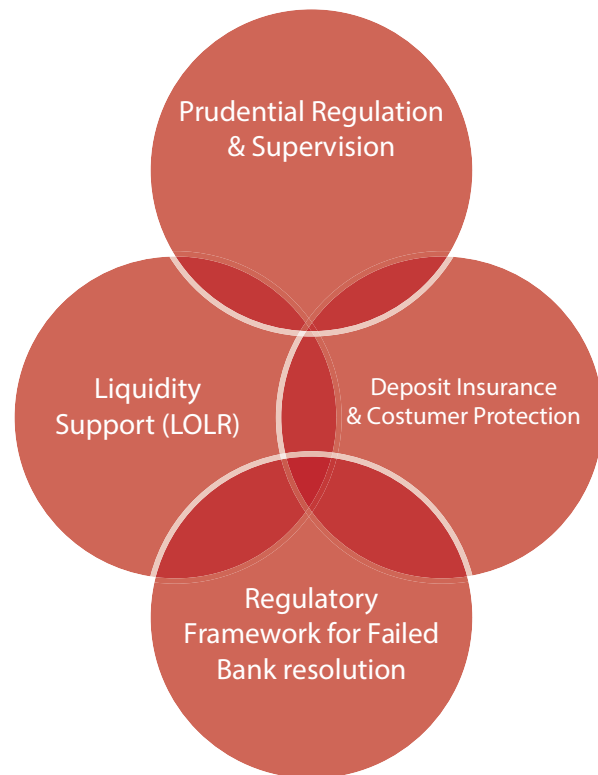 Prudential Regulation
& Supervision
Liquidity
Support (LOLR)
Deposit Insurance
& Costumer Protection
Regulatory
Framework for Failed
Bank resolution